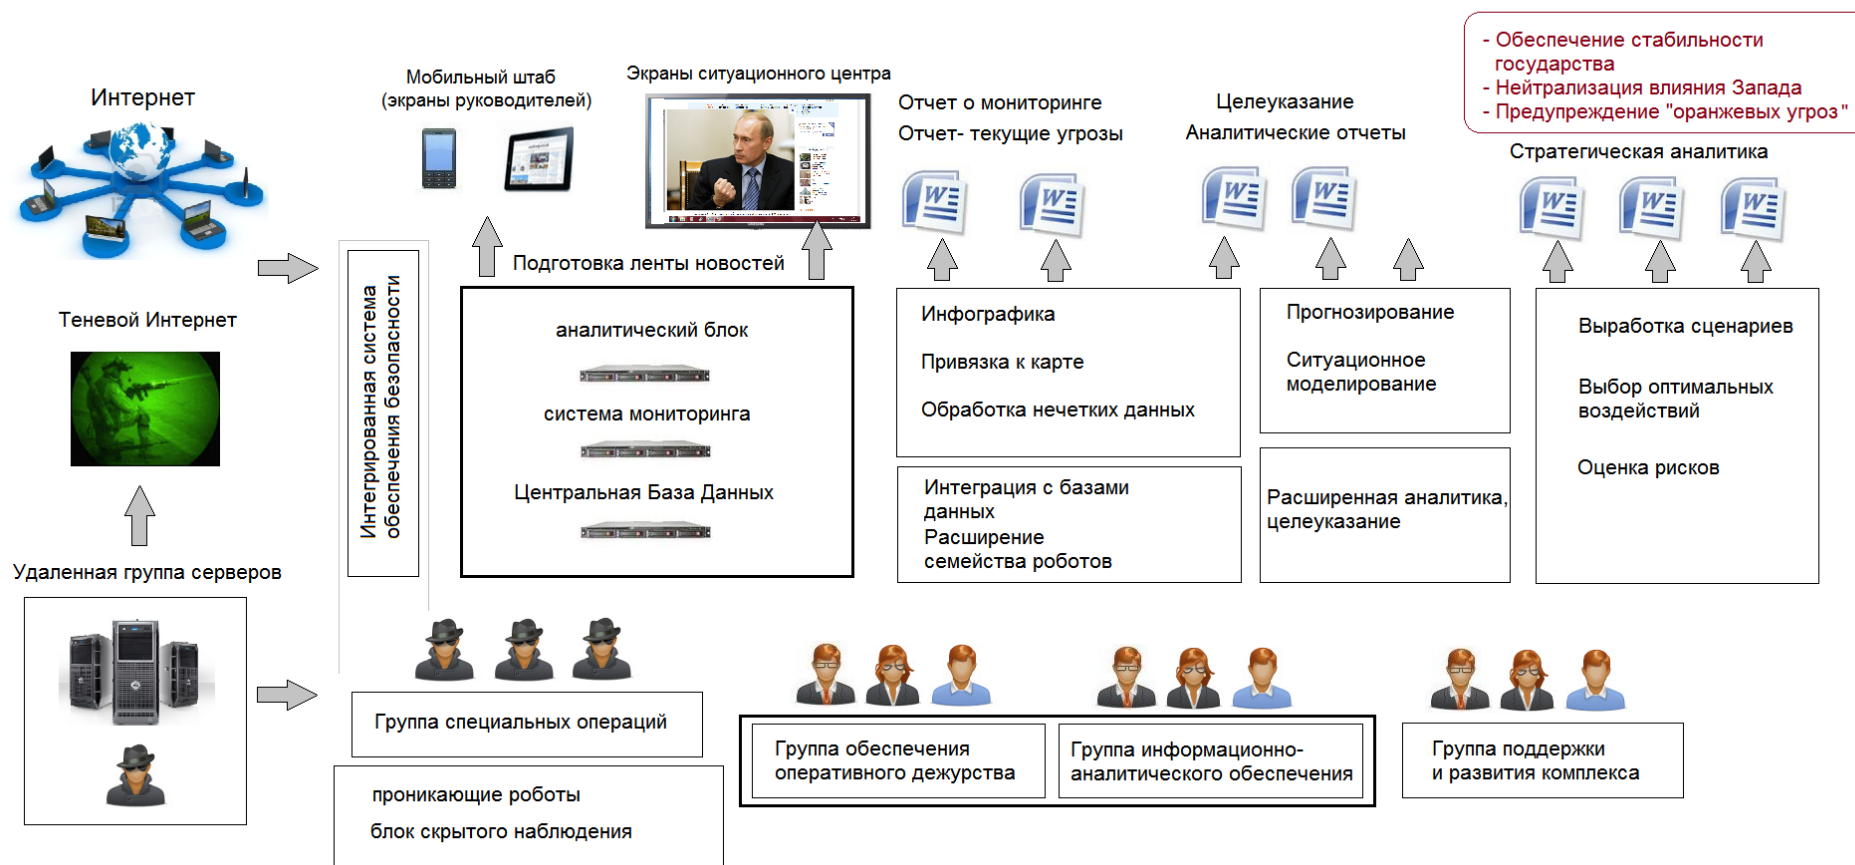 Интернет
Мобильный штаб
(экраны руководителей)
Экраны ситуационного центра
Отчет о мониторинге
Отчет- текущие угрозы
Целеуказание
Аналитические отчеты
- Обеспечение стабильности
государства
- Нейтрализация влияния Запада
- Предупреждение "оранжевых угроз"
Стратегическая аналитика
W
W
W
W
W
W
W
Теневой Интернет
Интегрированная система
обеспечения безопасности
Подготовка ленты новостей
аналитический блок
система мониторинга
Центральная База Данных
Инфографика
Привязка к карте
Обработка нечетких данных
Интеграция с базами
данных
Расширение
семейства роботов
Прогнозирование
Ситуационное
моделирование
Расширенная аналитика,
целеуказание
Выработка сценариев
Выбор оптимальных
воздействий
Оценка рисков
Удаленная группа серверов
Группа специальных операций
проникающие роботы
блок скрытого наблюдения
Группа обеспечения
оперативного дежурства
Группа информационно-
аналитического обеспечения
Группа поддержки
и развития комплекса